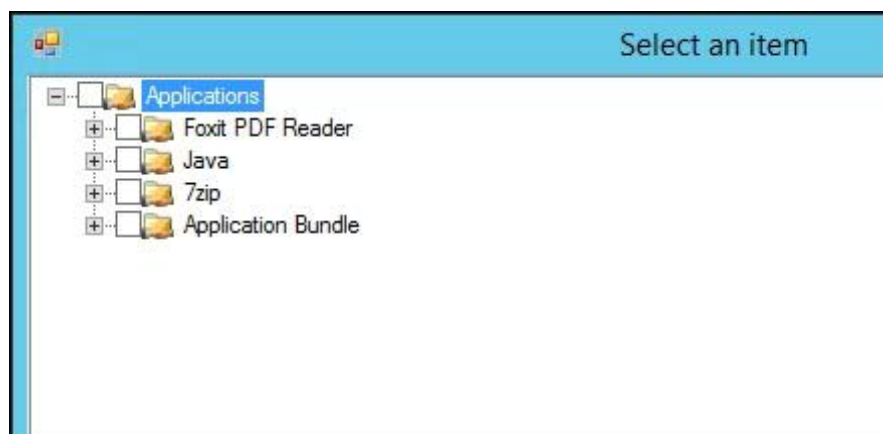 Select an item
Applications
Foxit PDF Reader
Java
7zip
Application Bundle